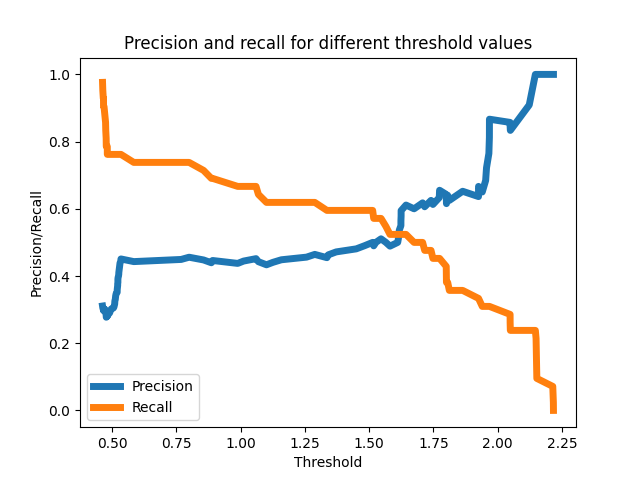 Precision and recall for different threshold values
1.0
0.8
0.6
0.4
0.2
0.0
Precision/Recall
Precision
Recall
0.50 0.75 1.00 1.25 1.50 1.75 2.00 2.25
Threshold